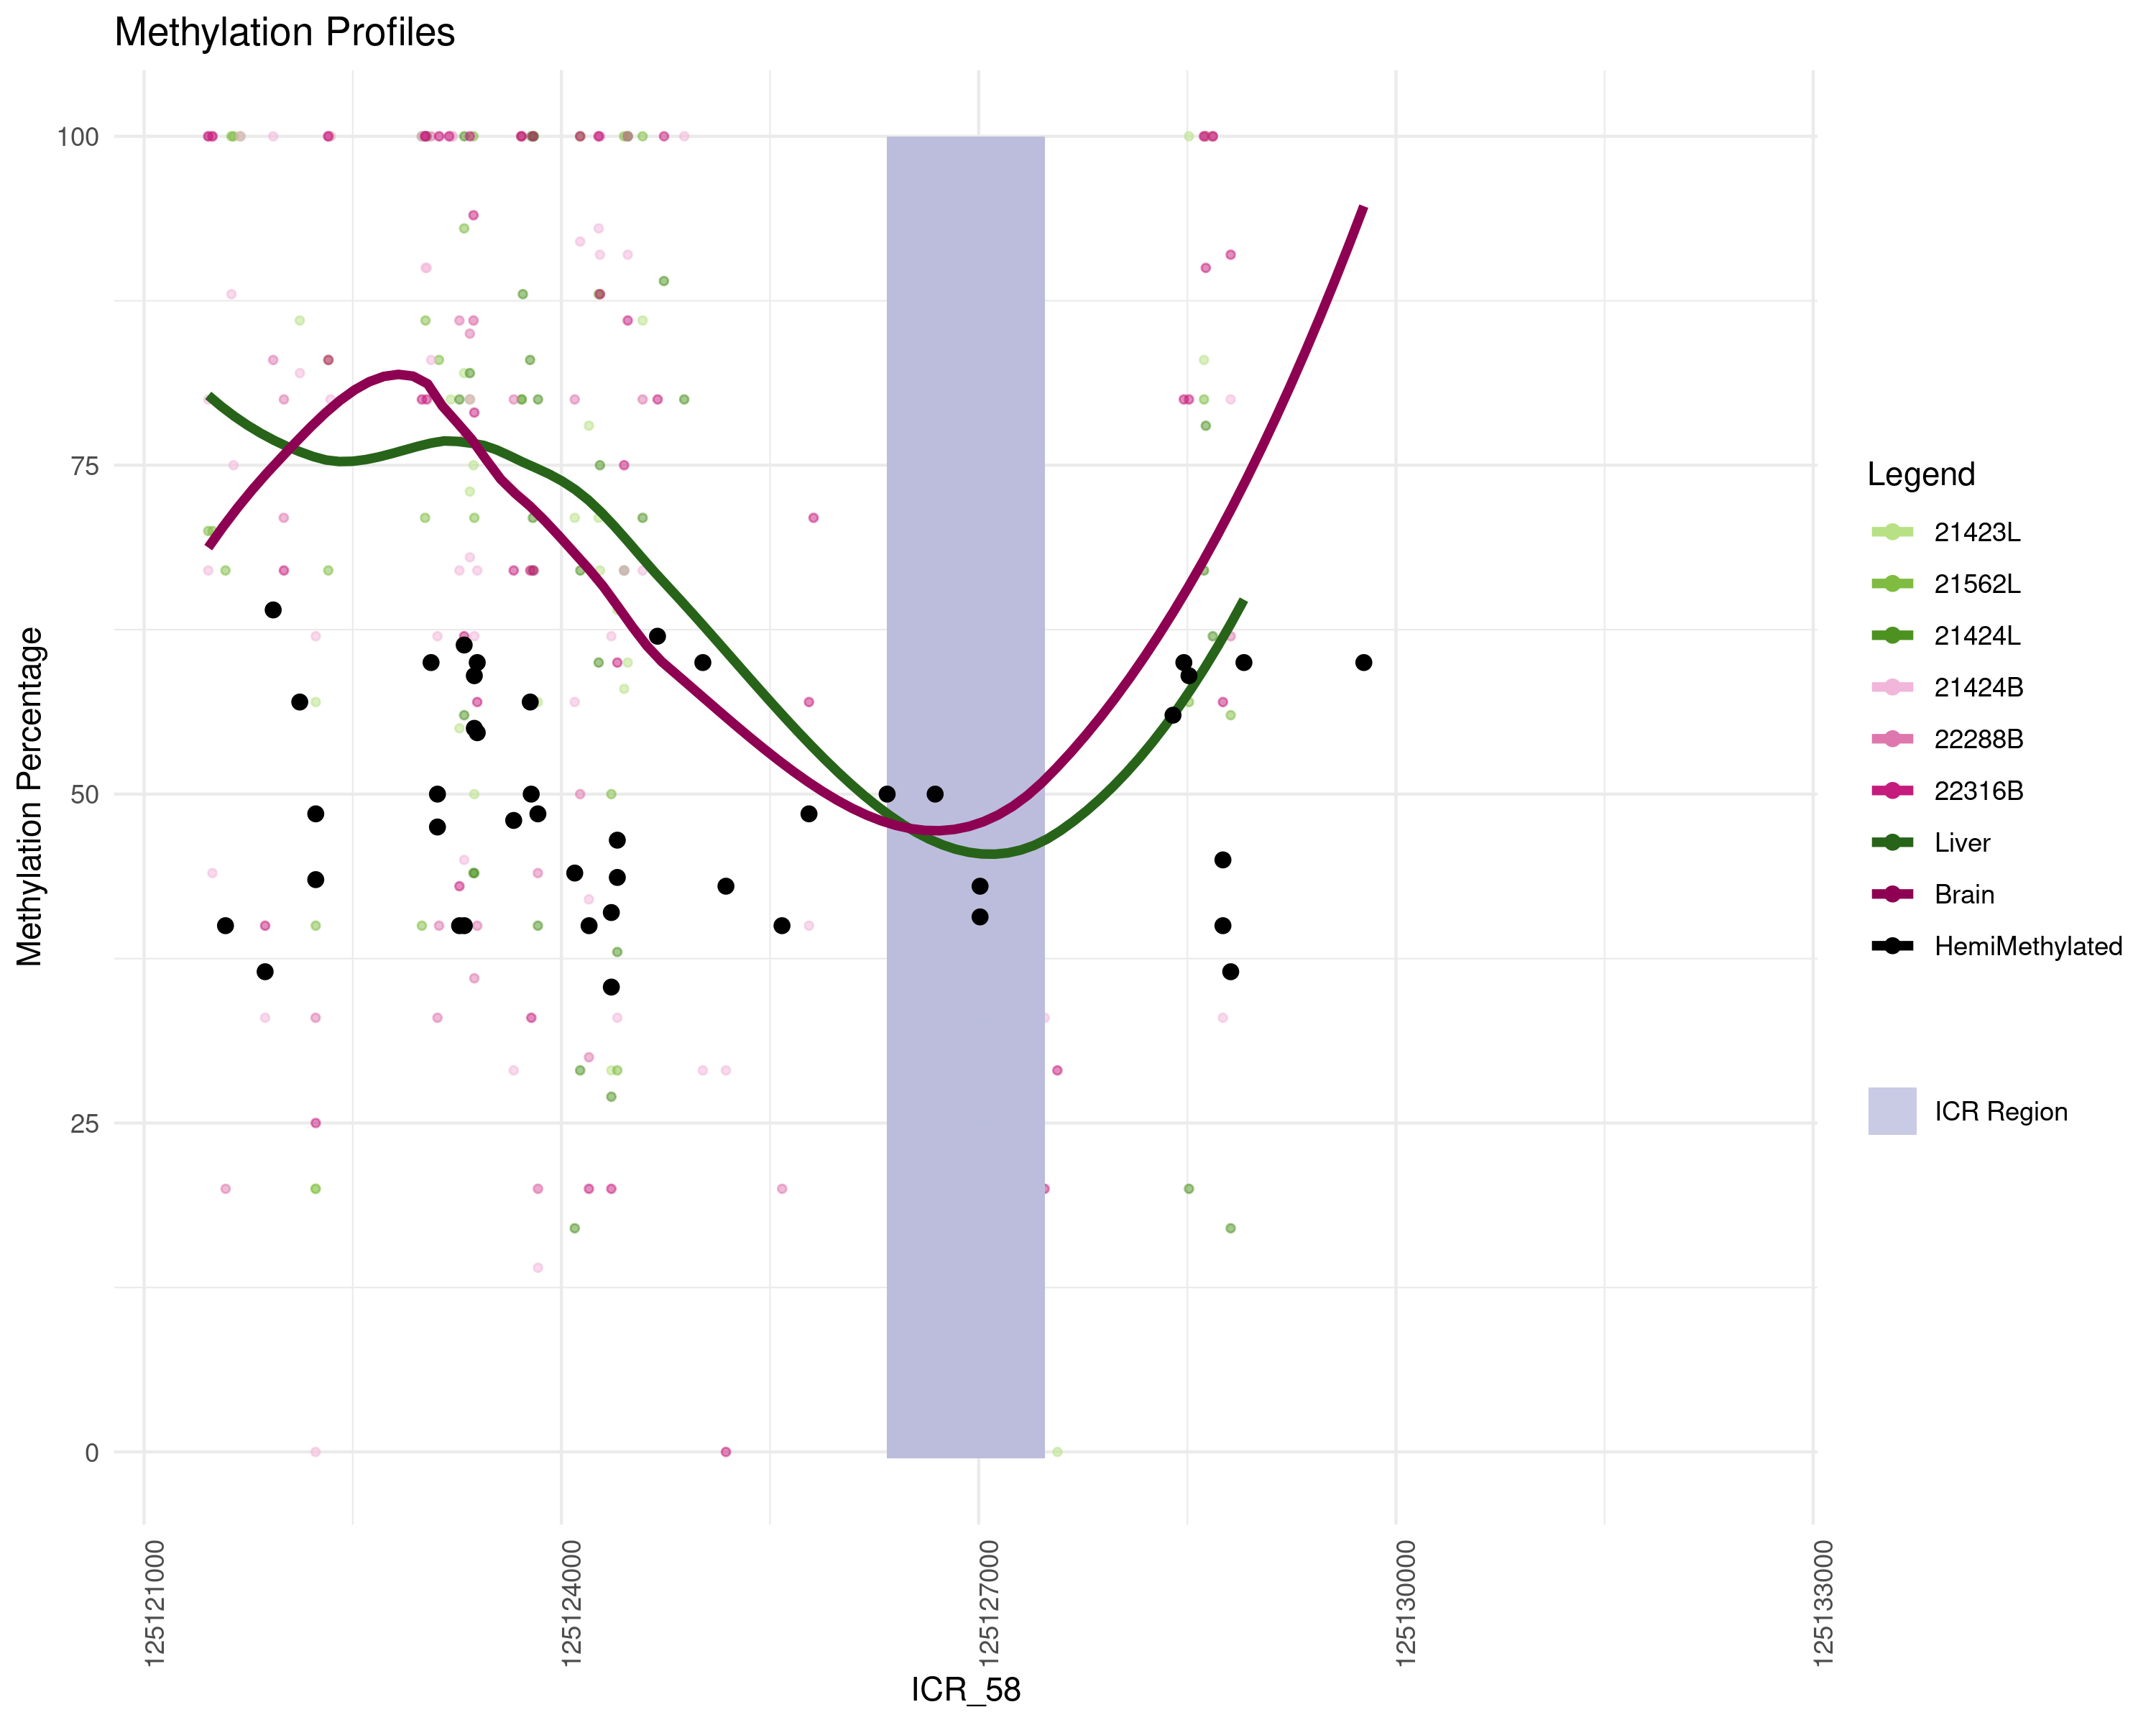 Methylation Profiles
Methylation Percentage
100
75
50
25
0
125121000
125124000
125127000
125130000
125133000
ICR_58
Legend
21423L
21562L
21424L
21424B
22288B
22316B
Liver
Brain
HemiMethylated
ICR Region